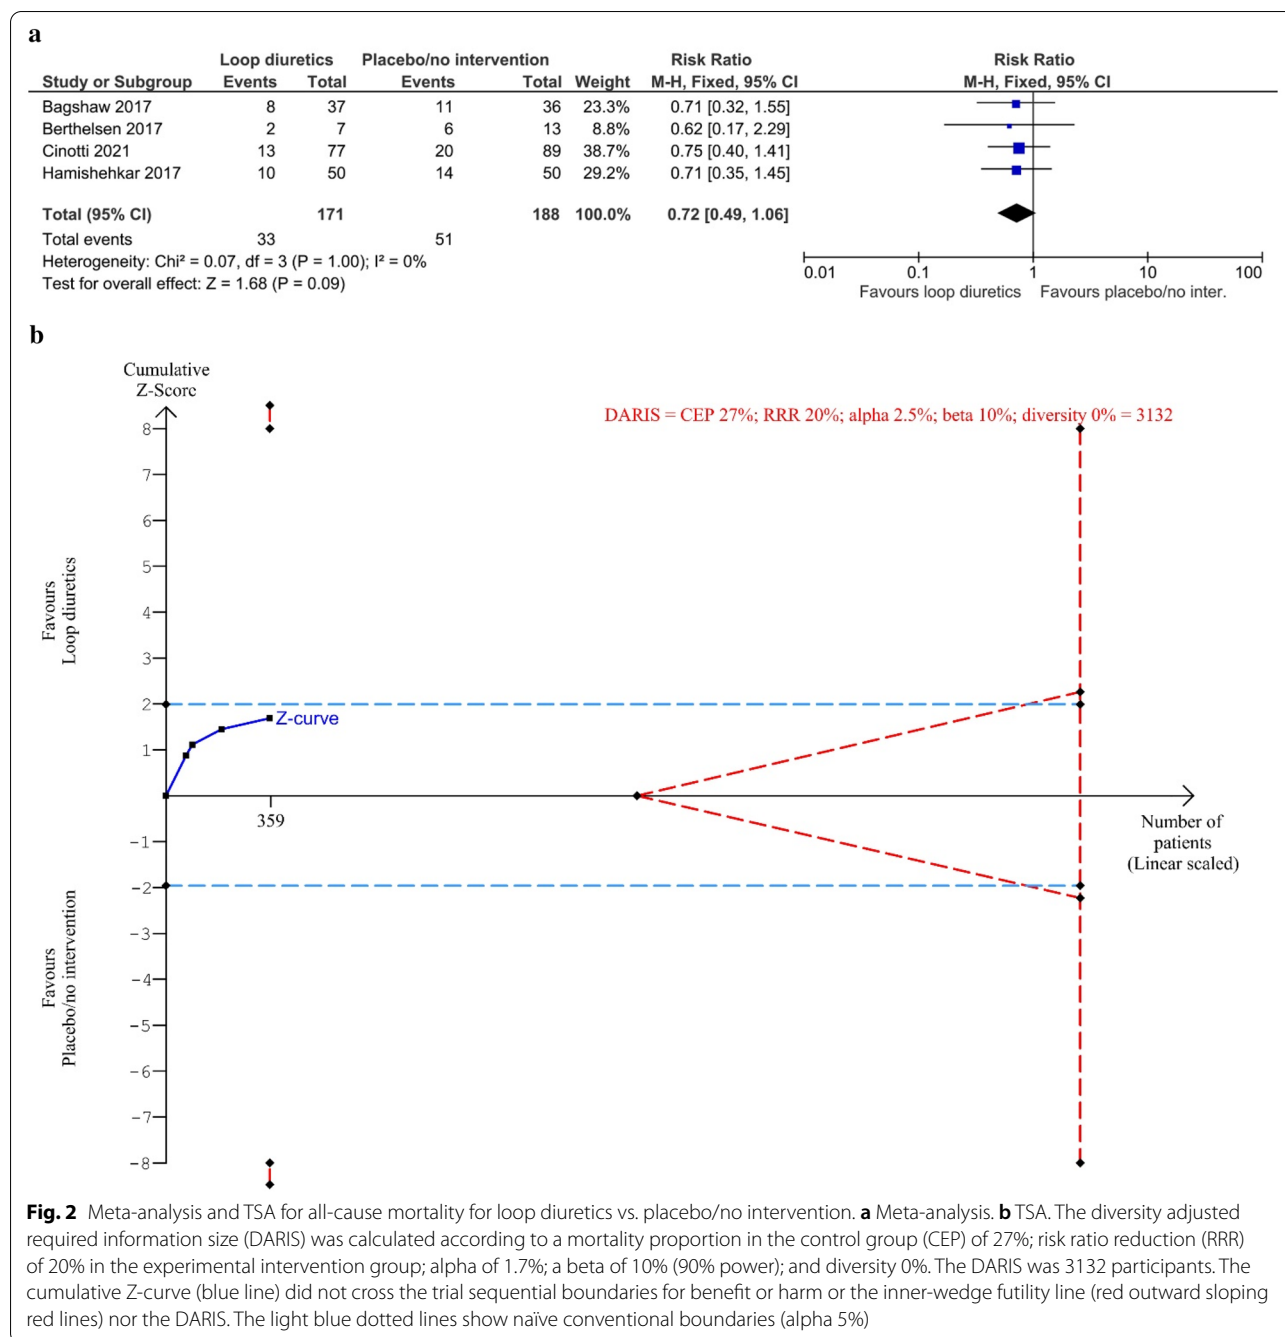 a
Loop diuretics Placebo/no intervention Risk Ratio Risk Ratio
Study or Subgroup Events Total Events Total Weight M-H, Fixed, 95% CI M-H, Fixed, 95% CI
Bagshaw 2017 8 37 11 36 23.3% 0.71 [0.32, 1.55]
Berthelsen 2017 2 7 6 13 8.8% 0.62 [0.17, 2.29]
Cinotti 2021 13 77 20 89 38.7% 0.75 [0.40, 1.41]
Hamishehkar 2017 10 50 14 50 29.2% 0.71 [0.35, 1.45]
Total (95% CI) 171 188 100.0% 0.72 [0.49, 1.06]
Total events 33 51
Heterogeneity: Chi² = 0.07, df = 3 (P = 1.00); I² = 0%
Test for overall effect: Z = 1.68 (P = 0.09)
0.01 0.1 1 10 100
Favours loop diuretics Favours placebo/no inter.
b
Cumulative
Z-Score
DARIS = CEP 27%; RRR 20%; alpha 2.5%; beta 10%; diversity 0% = 3132
8
7
6
5
4
3
2
1
-1
-2
-3
-4
-5
-6
-7
-8
Favours
Loop diuretics
Favours
Placebo/no intervention
Z-curve
359
Number of
patients
(Linear scaled)
Fig. 2 Meta-analysis and TSA for all-cause mortality for loop diuretics vs. placebo/no intervention. a Meta-analysis. b TSA. The diversity adjusted
required information size (DARIS) was calculated according to a mortality proportion in the control group (CEP) of 27%; risk ratio reduction (RRR)
of 20% in the experimental intervention group; alpha of 1.7%; a beta of 10% (90% power); and diversity 0%. The DARIS was 3132 participants. The
cumulative Z-curve (blue line) did not cross the trial sequential boundaries for benefit or harm or the inner-wedge futility line (red outward sloping
red lines) nor the DARIS. The light blue dotted lines show naïve conventional boundaries (alpha 5%)